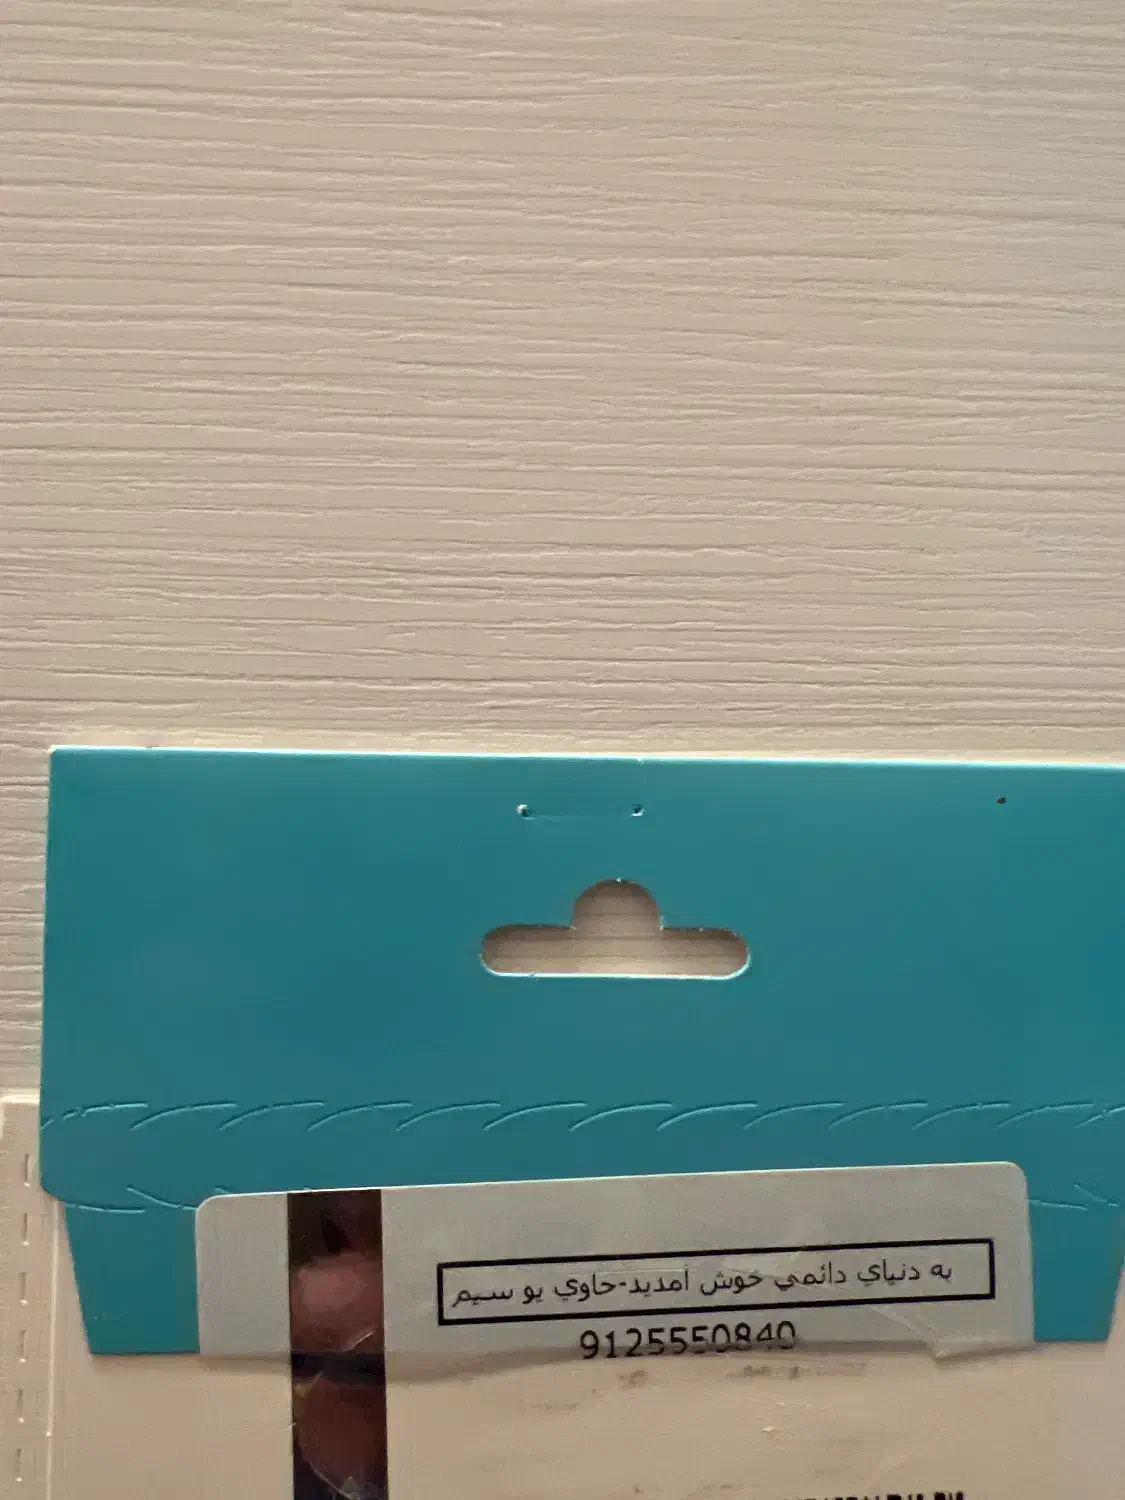 به دنياي دائمي خوش آمديد-حاوي يو سيم
9125550840